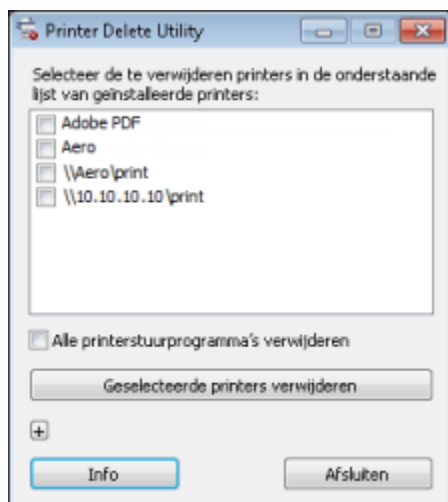 Printer Delete Utility
Selecteer de te verwijderen printers in de onderstaande
lijst van geïnstalleerde printers:
Adobe PDF
Aero
\\Aero\print
\\10.10.10.10\print
Alle printerstuurprogramma's verwijderen
Geselecteerde printers verwijderen
Info
Afsluiten